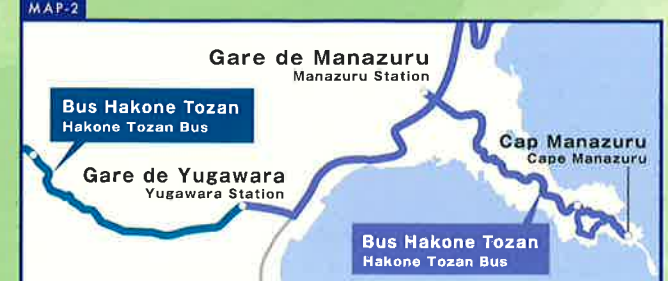 MAP-2
Gare de Manazuru
Manazuru Station
Bus Hakone Tozan
Hakone Tozan Bus
Cap Manazuru
Cape Manazuru
Gare de Yugawara
Yugawara Station
Bus Hakone Tozan
Hakone Tozan Bus